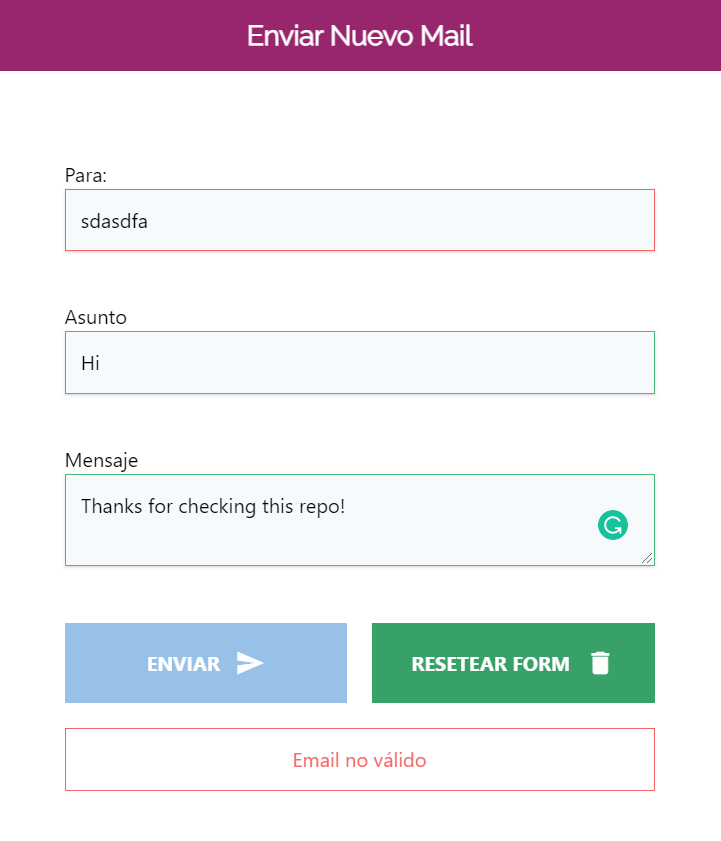 Enviar Nuevo Mail
Para:
sdasdfa
Asunto
Hi
Mensaje
Thanks for checking this repo!
ENVIAR
RESETEAR FORM
Email no válido